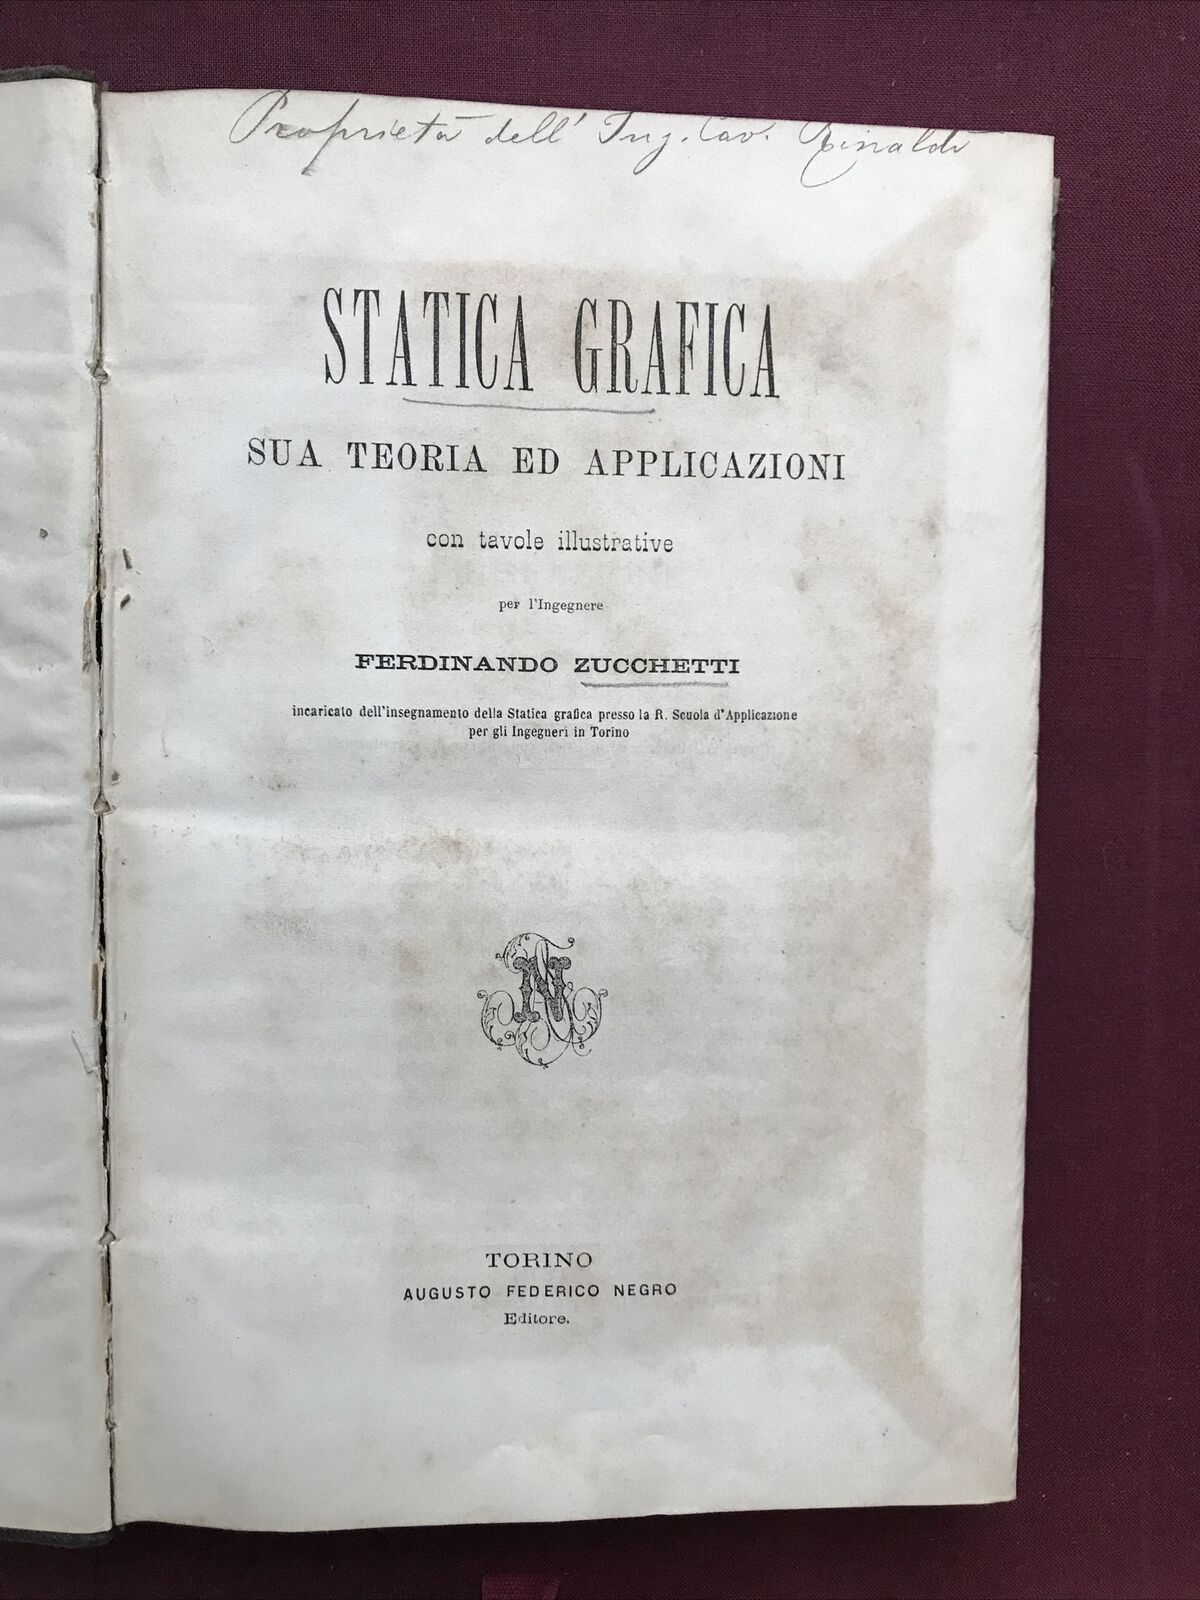 Proprietà dell' Ing. Cav. Rinaldi
STATICA GRAFICA
SUA TEORIA ED APPLICAZIONI
con tavole illustrative
per l'Ingegnere
FERDINANDO ZUCCHETTI
incaricato dell'insegnamento della Statica grafica presso la R. Scuola d'Applicazione
per gli Ingegneri in Torino
TORINO
AUGUSTO FEDERICO NEGRO
Editore.